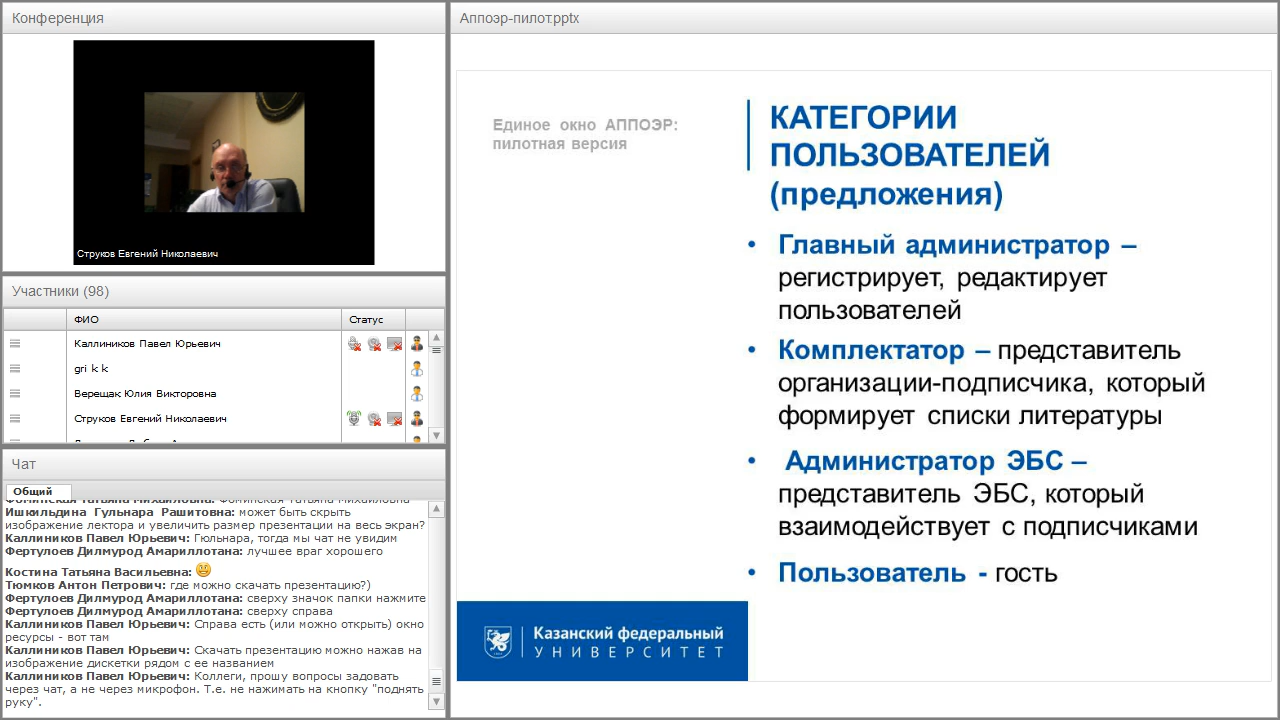 Конференция
Струков Евгений Николаевич
Участники (98)
ФИО Статус
Каллиников Павел Юрьевич
gri k k
Верещак Юлия Викторовна
Струков Евгений Николаевич
Чат
Общий
Фоминская Татьяна Михайловна: Фоминская Татьяна Михайловна
Ишкильдина Гульнара Рашитовна: может быть скрыть
изображение лектора и увеличить размер презентации на весь экран?
Каллиников Павел Юрьевич: Гюльнара, тогда мы чат не увидим
Фертулоев Дилмурод Амариллотана: лучшее враг хорошего
Костина Татьяна Васильевна:
Тюмков Антон Петрович: где можно скачать презентацию?)
Фертулоев Дилмурод Амариллотана: сверху значок папки нажмите
Фертулоев Дилмурод Амариллотана: сверху справа
Каллиников Павел Юрьевич: Справа есть (или можно открыть) окно
ресурсы - вот там
Каллиников Павел Юрьевич: Скачать презентацию можно нажав на
изображение дискетки рядом с ее названием
Каллиников Павел Юрьевич: Коллеги, прошу вопросы задовать
через чат, а не через микрофон. Т.е. не нажимать на кнопку "поднять
руку".
Аппоэр-пилот.pptx
Единое окно АППОЭР:
пилотная версия
КАТЕГОРИИ
ПОЛЬЗОВАТЕЛЕЙ
(предложения)
• Главный администратор –
регистрирует, редактирует
пользователей
• Комплектатор – представитель
организации-подписчика, который
формирует списки литературы
• Администратор ЭБС –
представитель ЭБС, который
взаимодействует с подписчиками
• Пользователь - гость
Казанский федеральный
УНИВЕРСИТЕТ